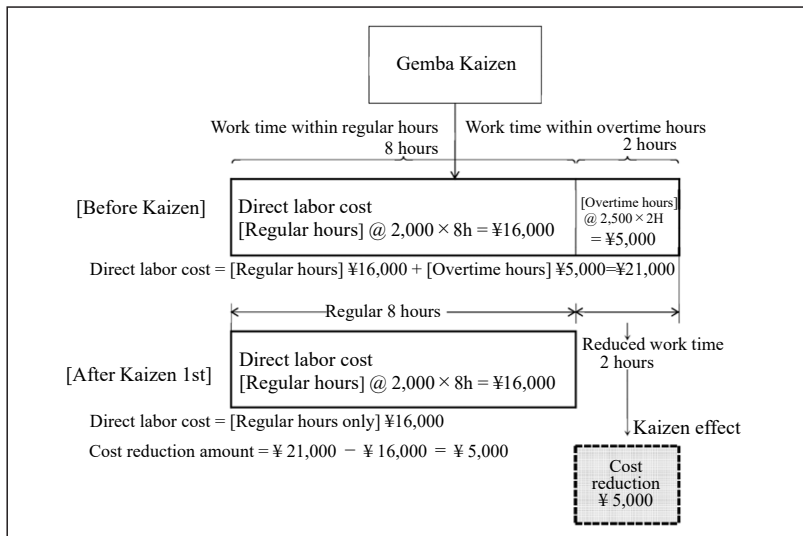 Gemba Kaizen
Work time within regular hours
8 hours
Work time within overtime hours
2 hours
[Before Kaizen]
Direct labor cost
[Regular hours] @ 2,000 × 8h = ¥16,000
[Overtime hours]
@ 2,500 × 2H
= ¥5,000
Direct labor cost = [Regular hours] ¥16,000 + [Overtime hours] ¥5,000=¥21,000
Regular 8 hours
[After Kaizen 1st]
Direct labor cost
[Regular hours] @ 2,000 × 8h = ¥16,000
Reduced work time
2 hours
Direct labor cost = [Regular hours only] ¥16,000
Cost reduction amount = ¥ 21,000 − ¥ 16,000 = ¥ 5,000
Kaizen effect
Cost
reduction
¥ 5,000